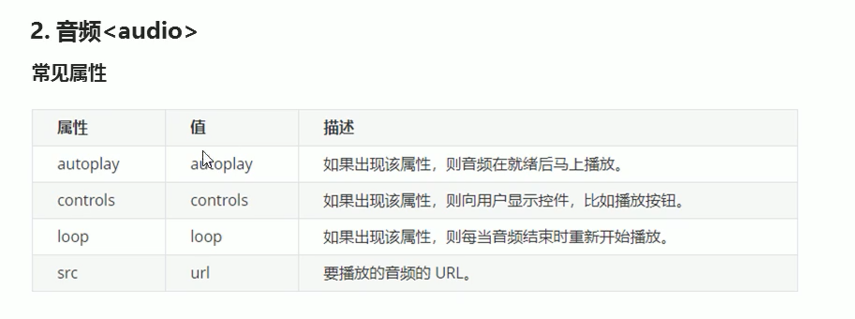 2. 音频<audio>
常见属性
属性 值 描述
autoplay autoplay 如果出现该属性，则音频在就绪后马上播放。
controls controls 如果出现该属性，则向用户显示控件，比如播放按钮。
loop loop 如果出现该属性，则每当音频结束时重新开始播放。
src url 要播放的音频的 URL。